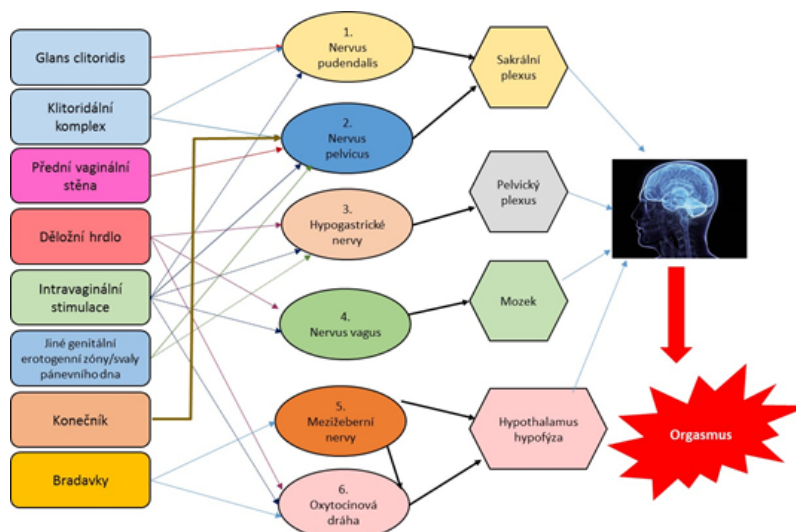 Glans clitoridis
Klitoridální
komplex
Přední vaginální
stěna
Děložní hrdlo
Intravaginální
stimulace
Jiné genitální
erotogenní zóny/svaly
pánevního dna
Konečník
Bradavky
1.
Nervus
pudendalis
2.
Nervus
pelvicus
3.
Hypogastrické
nervy
4.
Nervus vagus
5.
Mezižeberní
nervy
6.
Oxytocinová
dráha
Sakrální
plexus
Pelvický
plexus
Mozek
Hypothalamus
hypofýza
Orgasmus